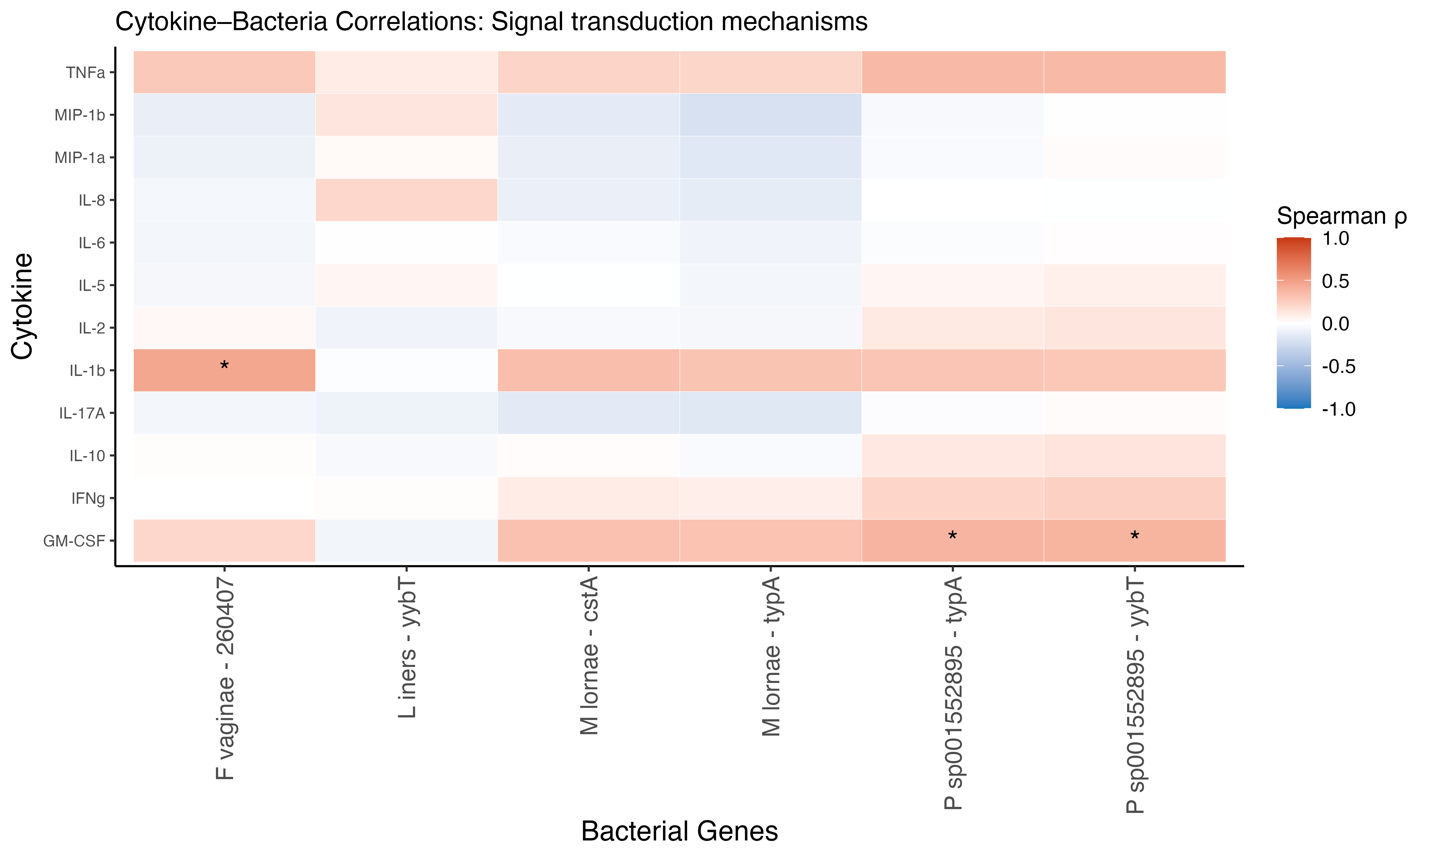 Cytokine–Bacteria Correlations: Signal transduction mechanisms
Cytokine
TNFa
MIP-1b
MIP-1a
IL-8
IL-6
IL-5
IL-2
IL-1b
IL-17A
IL-10
IFNg
GM-CSF
*
* *
F vaginae - 260407
L iners - yybT
M lornae - cstA
M lornae - typA
P sp001552895 - typA
P sp001552895 - yybT
Bacterial Genes
Spearman ρ
1.0
0.5
0.0
-0.5
-1.0